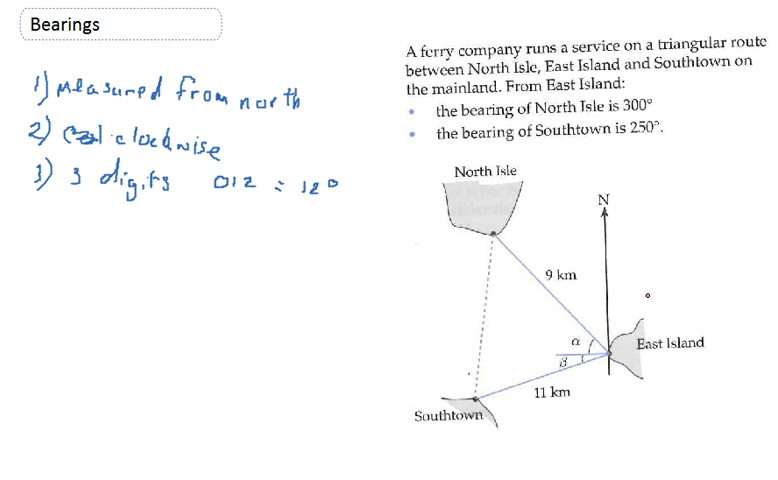 Bearings
1) Measured from north
2) clockwise
3) 3 digits 012 = 12°
A ferry company runs a service on a triangular route
between North Isle, East Island and Southtown on
the mainland. From East Island:
• the bearing of North Isle is 300°
• the bearing of Southtown is 250°.
North Isle
N
9 km
α
East Island
β
11 km
Southtown